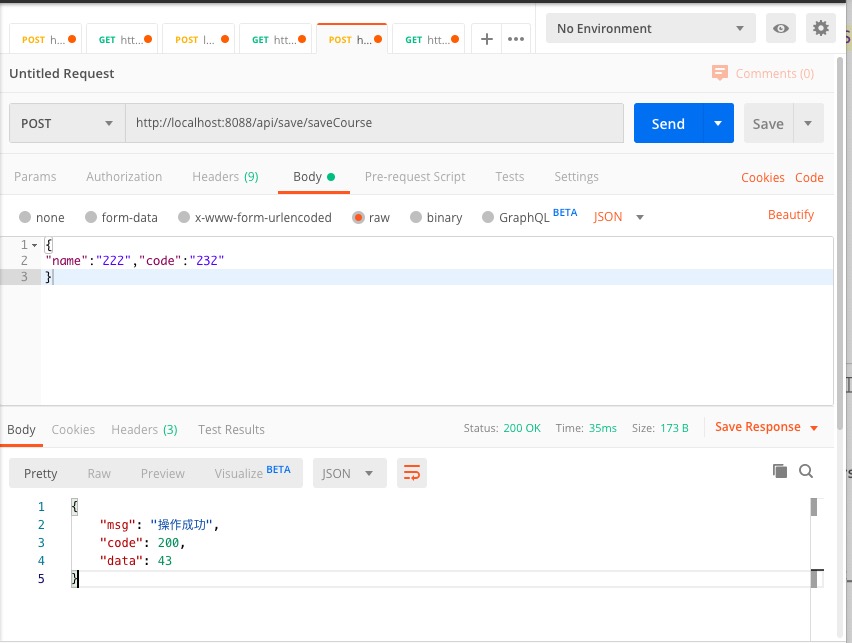 POST h... GET htt... POST l... GET htt... POST h... GET htt... + ••• No Environment
Untitled Request Comments (0)
POST http://localhost:8088/api/save/saveCourse Send Save
Params Authorization Headers (9) Body Pre-request Script Tests Settings Cookies Code
none form-data x-www-form-urlencoded raw binary GraphQL BETA JSON Beautify
1 {
2 "name":"222","code":"232"
3 }
Body Cookies Headers (3) Test Results Status: 200 OK Time: 35ms Size: 173 B Save Response
Pretty Raw Preview Visualize BETA JSON
1 {
2 "msg": "操作成功",
3 "code": 200,
4 "data": 43
5 }